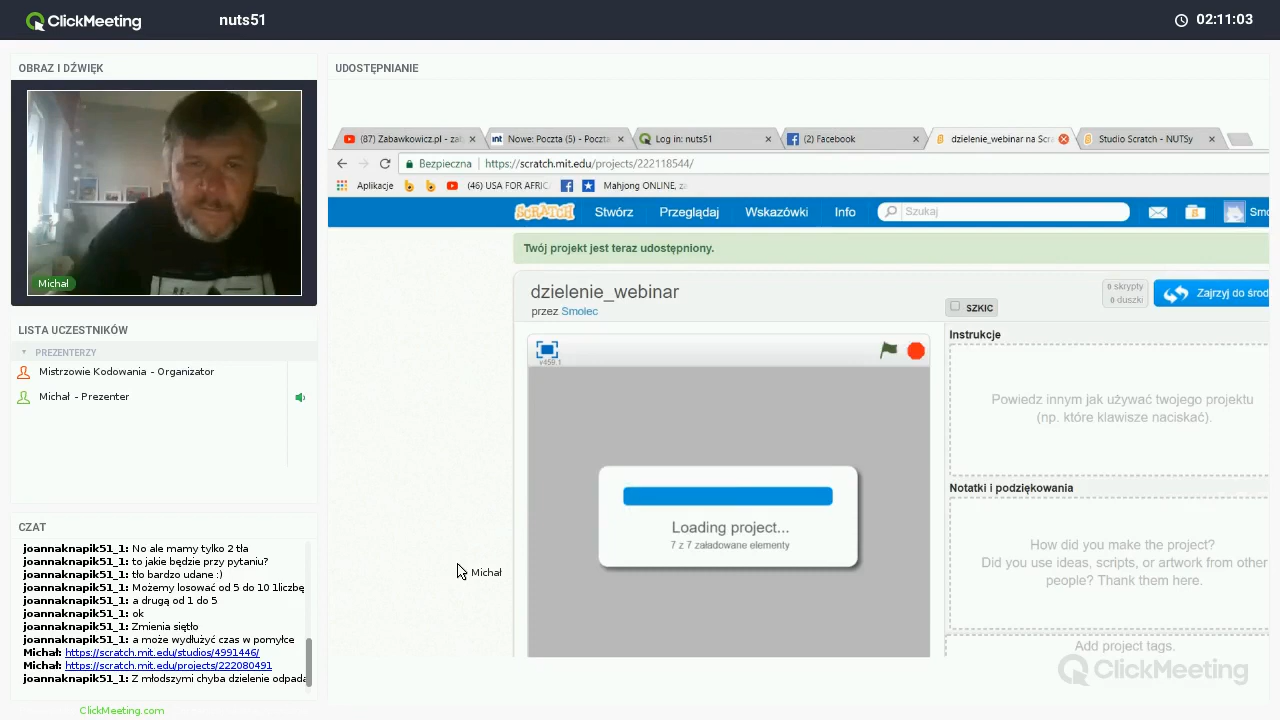 ClickMeeting
nuts51
02:11:03
OBRAZ I DŹWIĘK
Michał
LISTA UCZESTNIKÓW
PREZENTERZY
Mistrzowie Kodowania - Organizator
Michał - Prezenter
CZAT
joannaknapik51_1: No ale mamy tylko 2 tła
joannaknapik51_1: to jakie będzie przy pytaniu?
joannaknapik51_1: tło bardzo udane :)
joannaknapik51_1: Możemy losować od 5 do 10 1liczbę
joannaknapik51_1: a drugą od 1 do 5
joannaknapik51_1: ok
joannaknapik51_1: Zmienia siętło
joannaknapik51_1: a może wydłużyć czas w pomyłce
Michał: https://scratch.mit.edu/studios/4991446/
Michał: https://scratch.mit.edu/projects/222080491
joannaknapik51_1: Z młodszymi chyba dzielenie odpada
ClickMeeting.com
UDOSTĘPNIANIE
(87) Zabawkowicz.pl - zab
int Nowe: Poczta (5) - Poczta
Log in: nuts51
(2) Facebook
dzielenie_webinar na Scra
Studio Scratch - NUTSy
Bezpieczna https://scratch.mit.edu/projects/222118544/
Aplikacje
(46) USA FOR AFRIC
Mahjong ONLINE, za
SCRATCH Stwórz Przeglądaj Wskazówki Info Szukaj Smo
Twój projekt jest teraz udostępniony.
dzielenie_webinar
przez Smolec
SZKIC
0 skrypty
0 duszki
Zajrzyj do środ
v459.1
Loading project...
7 z 7 załadowane elementy
Instrukcje
Powiedz innym jak używać twojego projektu
(np. które klawisze naciskać).
Notatki i podziękowania
How did you make the project?
Did you use ideas, scripts, or artwork from other
people? Thank them here.
Add project tags.
Michał
ClickMeeting